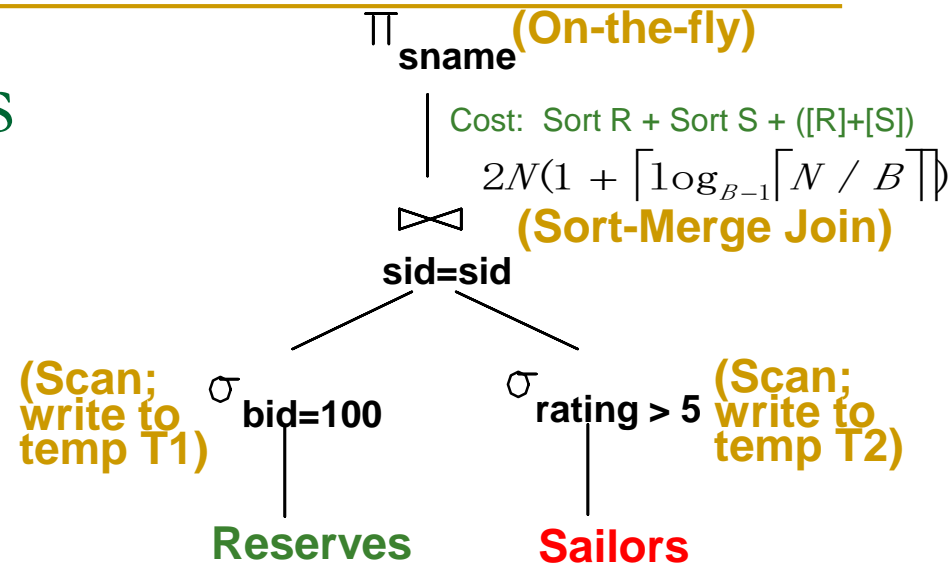 π (On-the-fly)
sname
s
Cost: Sort R + Sort S + ([R]+[S])
2N(1 + ⌈log_{B−1}⌈N / B⌉⌉)
⋈ (Sort-Merge Join)
sid=sid
(Scan;
write to
temp T1)
σ bid=100
σ rating > 5
(Scan;
write to
temp T2)
Reserves
Sailors